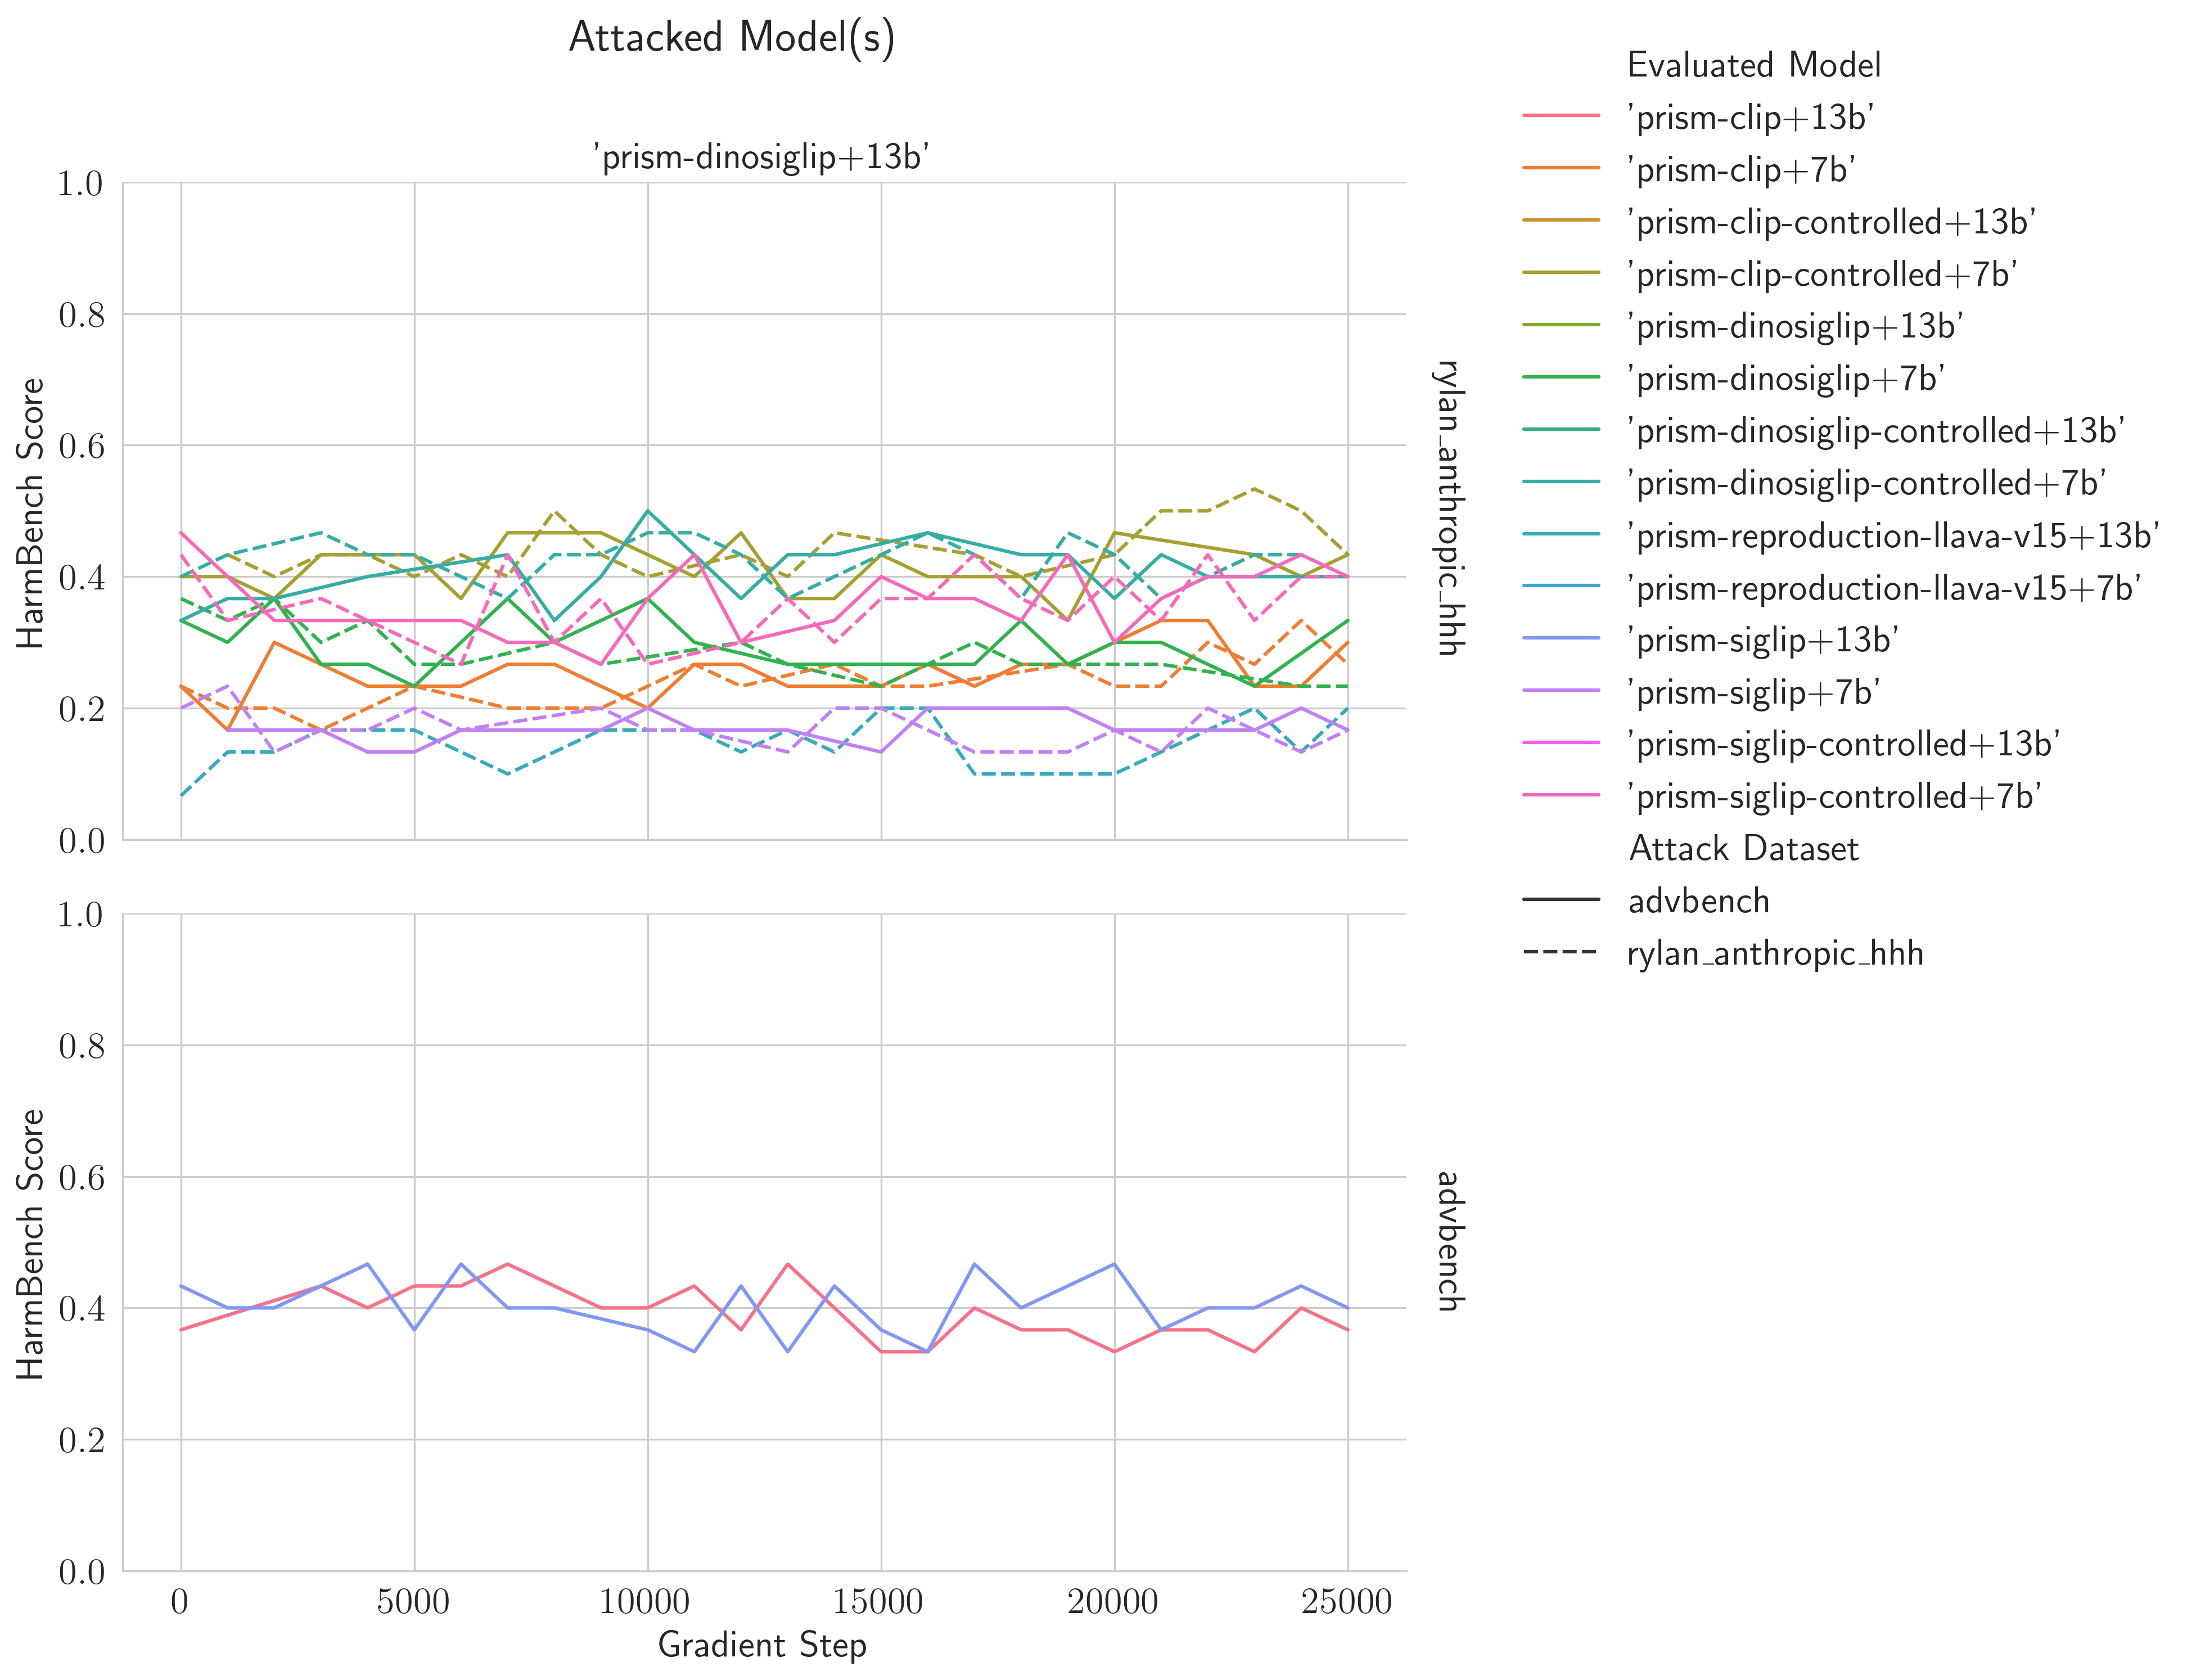 Attacked Model(s)
'prism-dinosiglip+13b'
1.0
0.8
0.6
0.4
0.2
0.0
HarmBench Score
rylan_anthropic_hhh
1.0
0.8
0.6
0.4
0.2
0.0
HarmBench Score
advbench
0
5000
10000
15000
20000
25000
Gradient Step
Evaluated Model
'prism-clip+13b'
'prism-clip+7b'
'prism-clip-controlled+13b'
'prism-clip-controlled+7b'
'prism-dinosiglip+13b'
'prism-dinosiglip+7b'
'prism-dinosiglip-controlled+13b'
'prism-dinosiglip-controlled+7b'
'prism-reproduction-llava-v15+13b'
'prism-reproduction-llava-v15+7b'
'prism-siglip+13b'
'prism-siglip+7b'
'prism-siglip-controlled+13b'
'prism-siglip-controlled+7b'
Attack Dataset
advbench
rylan_anthropic_hhh